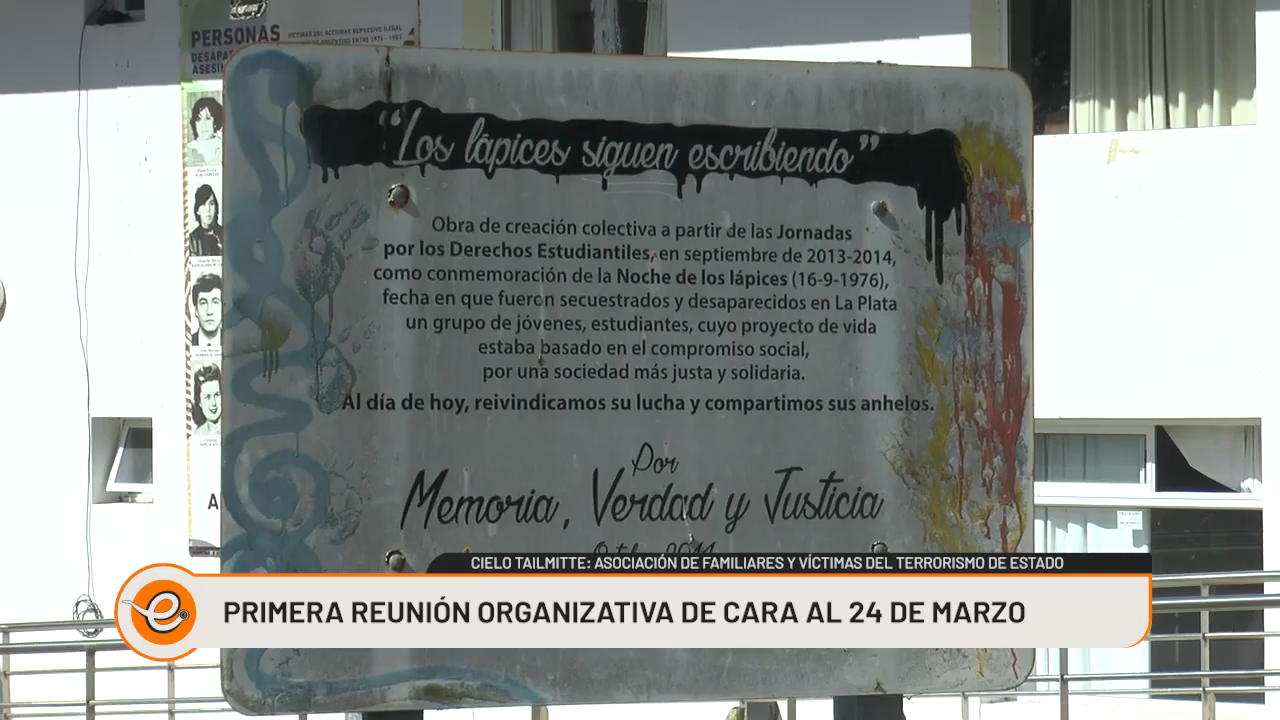 PERSONAS
VÍCTIMAS DEL ACCIONAR REPRESIVO ILEGAL
“Los lápices siguen escribiendo”
Obra de creación colectiva a partir de las Jornadas
por los Derechos Estudiantiles, en septiembre de 2013-2014,
como conmemoración de la Noche de los lápices (16-9-1976),
fecha en que fueron secuestrados y desaparecidos en La Plata
un grupo de jóvenes, estudiantes, cuyo proyecto de vida
estaba basado en el compromiso social,
por una sociedad más justa y solidaria.
Al día de hoy, reivindicamos su lucha y compartimos sus anhelos.
Por
Memoria, Verdad y Justicia
CIELO TAILMITTE: ASOCIACIÓN DE FAMILIARES Y VÍCTIMAS DEL TERRORISMO DE ESTADO
e PRIMERA REUNIÓN ORGANIZATIVA DE CARA AL 24 DE MARZO